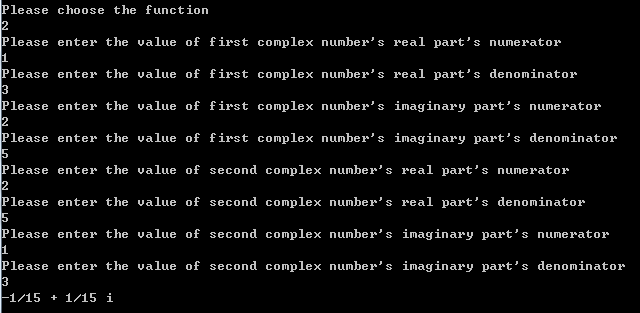 Please choose the function
2
Please enter the value of first complex number's real part's numerator
1
Please enter the value of first complex number's real part's denominator
3
Please enter the value of first complex number's imaginary part's numerator
2
Please enter the value of first complex number's imaginary part's denominator
5
Please enter the value of second complex number's real part's numerator
2
Please enter the value of second complex number's real part's denominator
5
Please enter the value of second complex number's imaginary part's numerator
1
Please enter the value of second complex number's imaginary part's denominator
3
-1/15 + 1/15 i